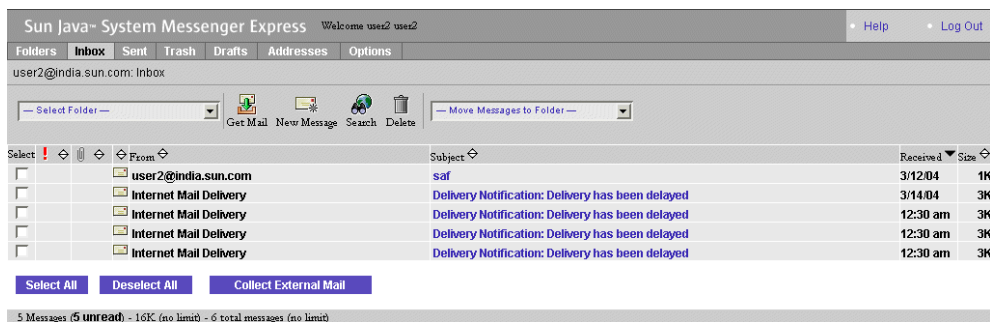 Sun Java™ System Messenger Express Welcome user2 user2 Help Log Out
Folders Inbox Sent Trash Drafts Addresses Options
user2@india.sun.com: Inbox
— Select Folder — Get Mail New Message Search Delete — Move Messages to Folder —
Select ! From Subject Received Size
user2@india.sun.com saf 3/12/04 1K
Internet Mail Delivery Delivery Notification: Delivery has been delayed 3/14/04 3K
Internet Mail Delivery Delivery Notification: Delivery has been delayed 12:30 am 3K
Internet Mail Delivery Delivery Notification: Delivery has been delayed 12:30 am 3K
Internet Mail Delivery Delivery Notification: Delivery has been delayed 12:30 am 3K
Select All Deselect All Collect External Mail
5 Messages (5 unread) - 16K (no limit) - 6 total messages (no limit)